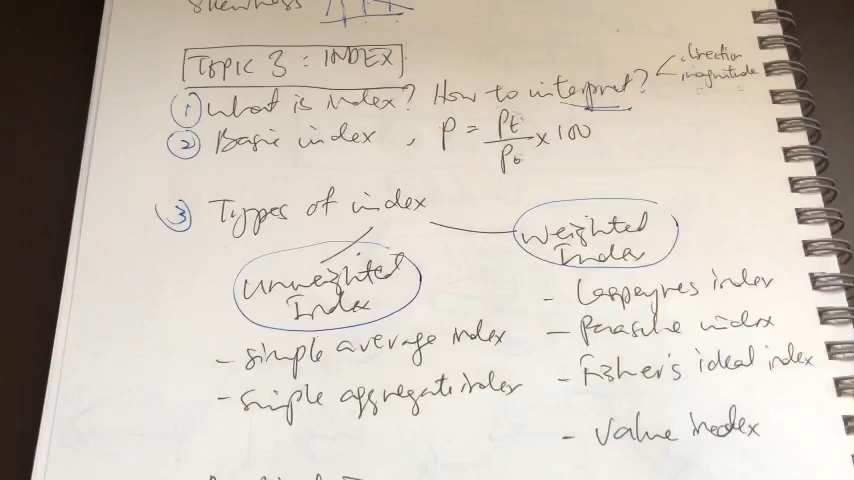 Skewness
TOPIC 3 : INDEX
① What is index? How to interpret? < direction
magnitude
② Basic index , P = Pt/Po x 100
③ Types of index
Unweighted Index
- simple average index
- simple aggregate index
Weighted Index
- Laspeyres index
- Paasche index
- Fisher's ideal index
- Value index